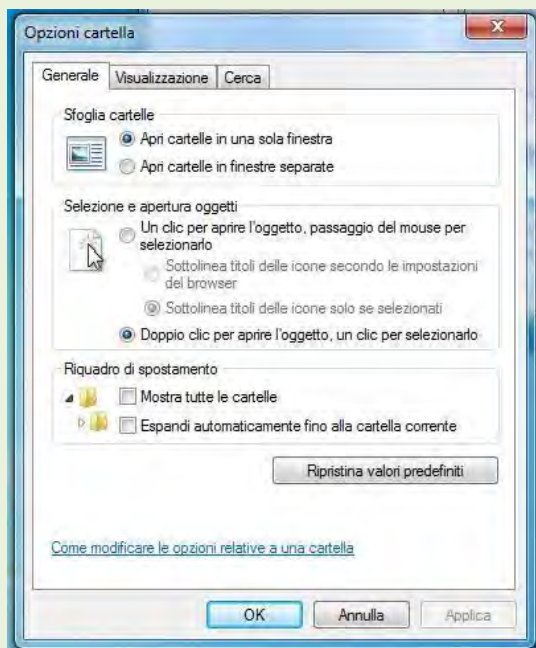 Opzioni cartella
Generale
Visualizzazione
Cerca
Sfoglia cartelle
Apri cartelle in una sola finestra
Apri cartelle in finestre separate
Selezione e apertura oggetti
Un clic per aprire l'oggetto, passaggio del mouse per
selezionarlo
Sottolinea titoli delle icone secondo le impostazioni
del browser
Sottolinea titoli delle icone solo se selezionati
Doppio clic per aprire l'oggetto, un clic per selezionarlo
Riquadro di spostamento
Mostra tutte le cartelle
Espandi automaticamente fino alla cartella corrente
Ripristina valori predefiniti
Come modificare le opzioni relative a una cartella
OK
Annulla
Applica